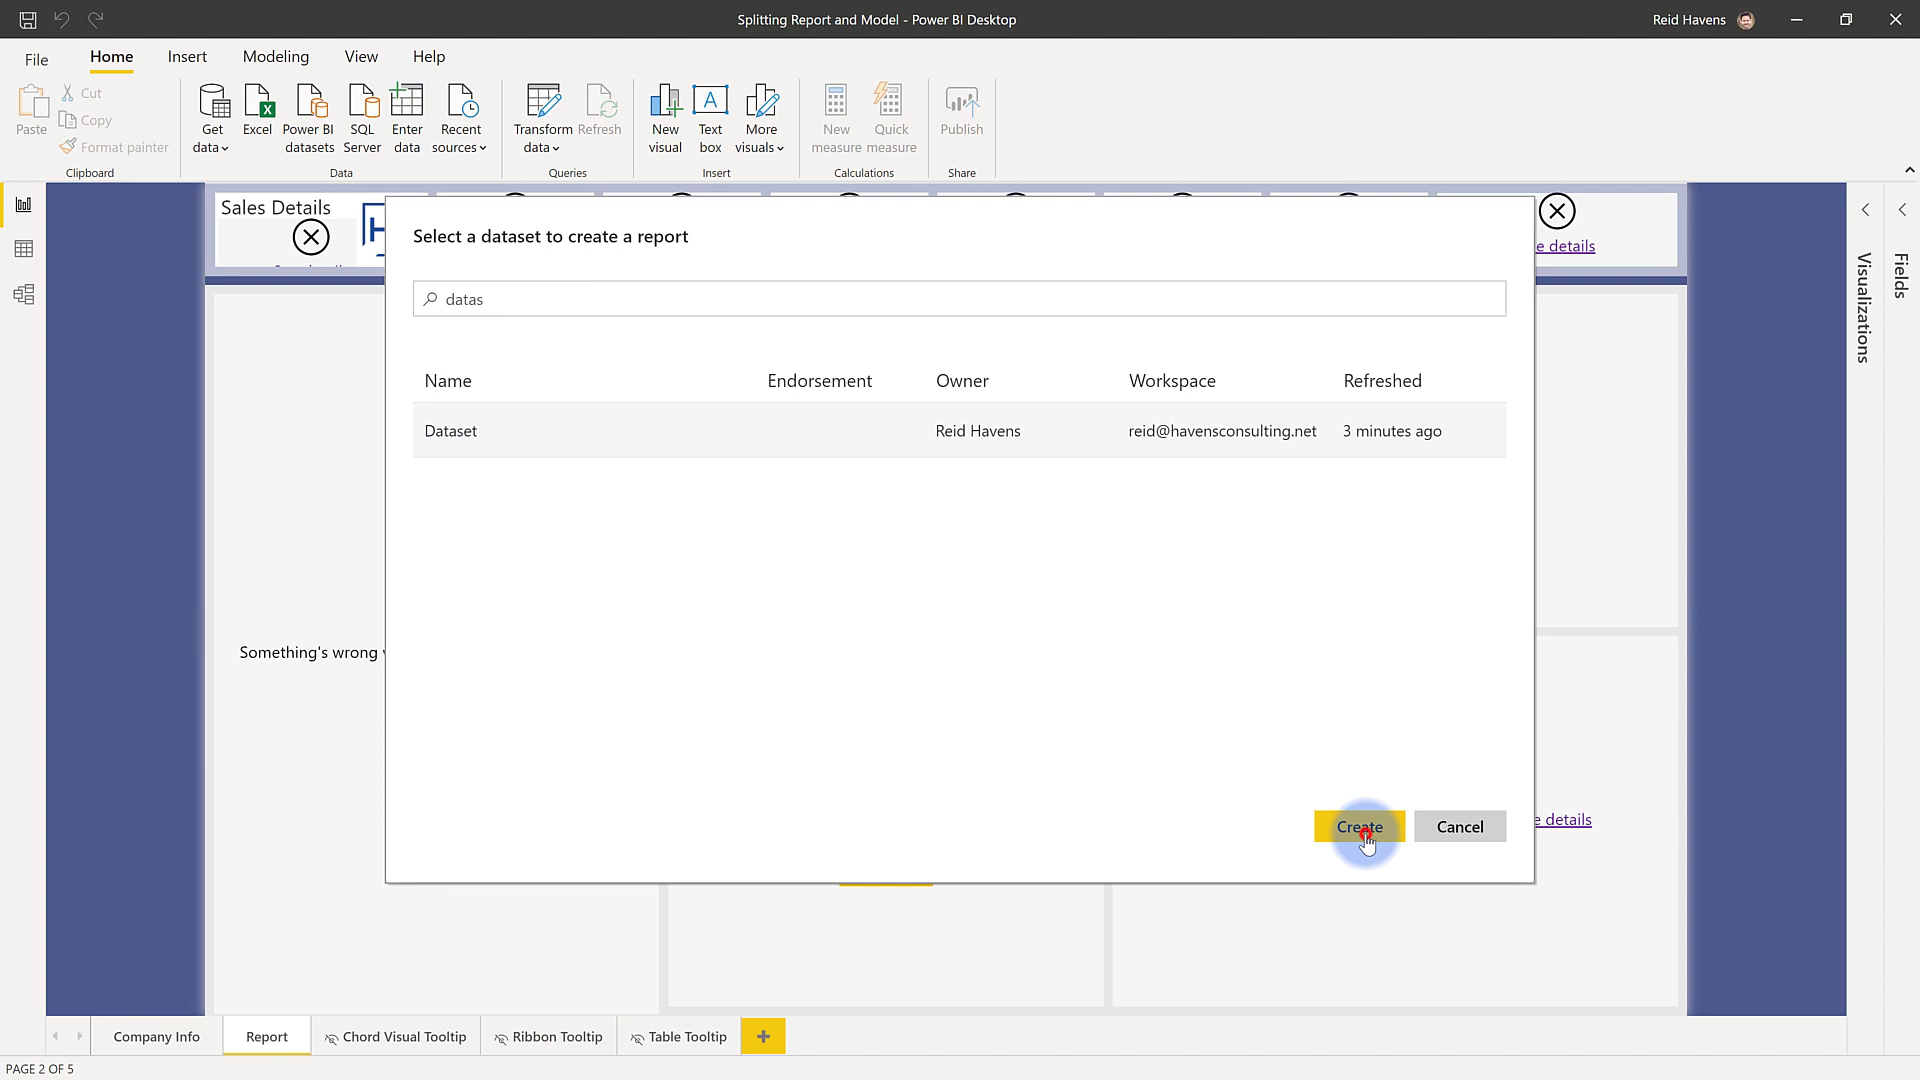 Splitting Report and Model - Power BI Desktop
Reid Havens
File
Home
Insert
Modeling
View
Help
Paste
Cut
Copy
Format painter
Clipboard
Get data
Excel
Power BI datasets
SQL Server
Enter data
Recent sources
Data
Transform data
Refresh
Queries
New visual
Text box
More visuals
Insert
New measure
Quick measure
Calculations
Publish
Share
Sales Details
H
e details
Select a dataset to create a report
datas
Name Endorsement Owner Workspace Refreshed
Dataset Reid Havens reid@havensconsulting.net 3 minutes ago
Something's wrong
Create
Cancel
e details
Visualizations
Fields
Company Info
Report
Chord Visual Tooltip
Ribbon Tooltip
Table Tooltip
PAGE 2 OF 5